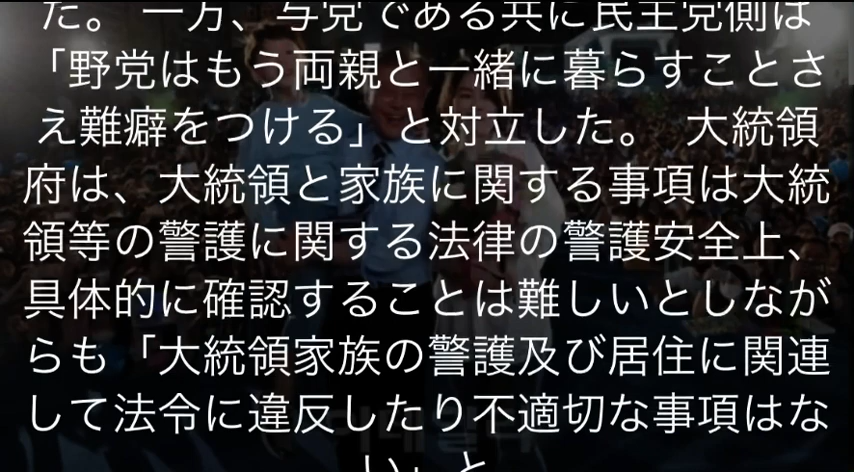 た。 一方、与党である共に民主党側は
「野党はもう両親と一緒に暮らすことさ
え難癖をつける」と対立した。 大統領
府は、大統領と家族に関する事項は大統
領等の警護に関する法律の警護安全上、
具体的に確認することは難しいとしなが
らも「大統領家族の警護及び居住に関連
して法令に違反したり不適切な事項はな
い」と